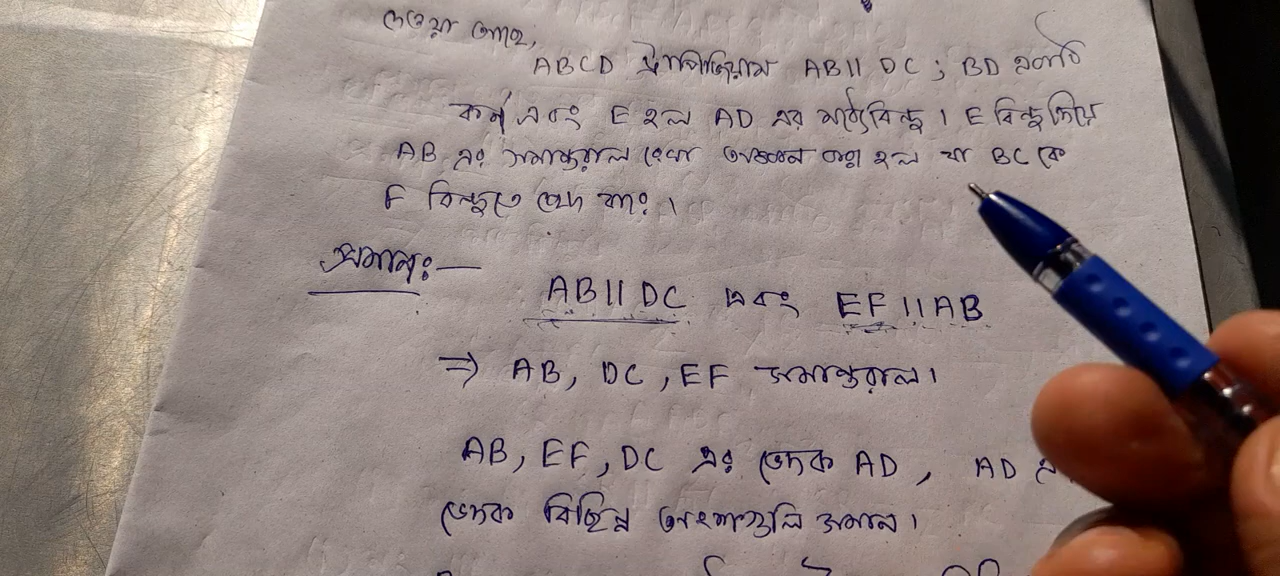 দেওয়া আছে,
ABCD ট্রাপিজিয়াম AB॥ DC ; BD একটি
কর্ণ এবং E হল AD এর মধ্যেবিন্দু। E বিন্দু দিয়ে
AB এর সমান্তরাল রেখা অঙ্কন করা হল যা BC কে
F বিন্দুতে ছেদ করে।
প্রমাণ:—
AB॥ DC এবং EF ॥AB
⇒ AB, DC, EF সমান্তরাল।
AB, EF, DC এর ভেদক AD, AD এ
ভেদক বিছিন্ন অংশগুলি সমান।